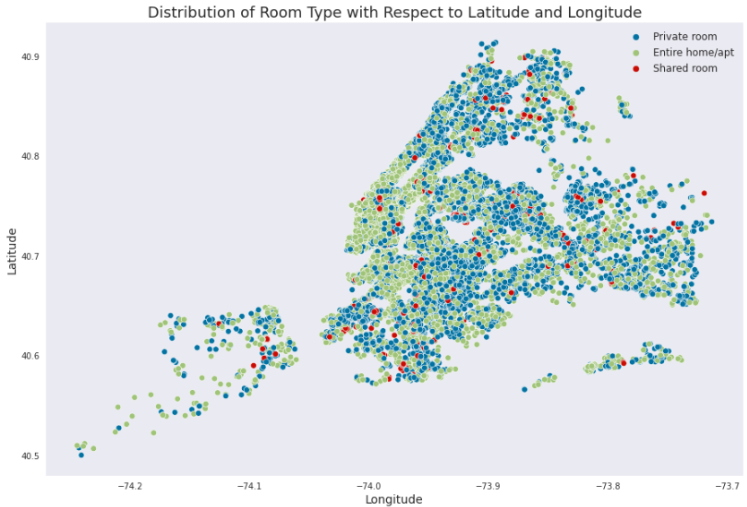 Distribution of Room Type with Respect to Latitude and Longitude
Private room
Entire home/apt
Shared room
40.9
40.8
40.7
40.6
40.5
Latitude
−74.2
−74.1
−74.0
−73.9
−73.8
−73.7
Longitude